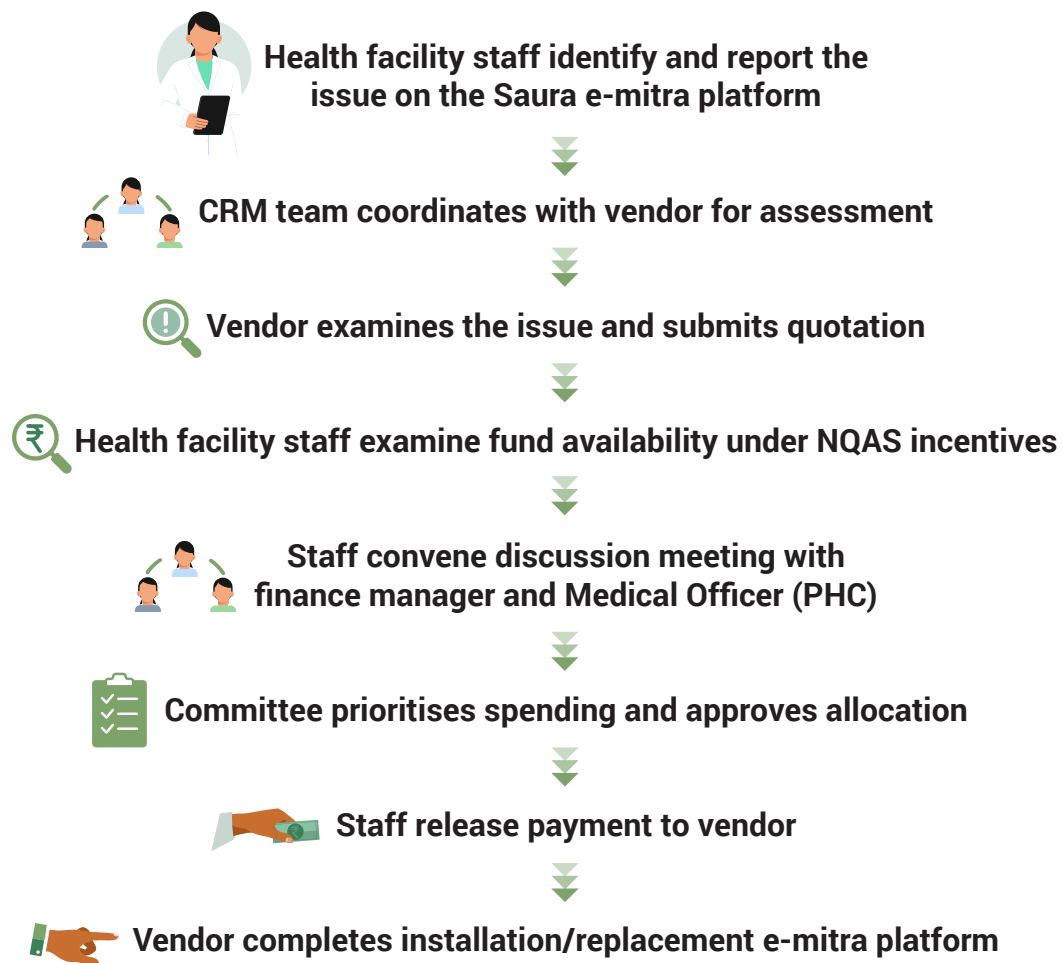 Health facility staff identify and report the
issue on the Saura e-mitra platform
CRM team coordinates with vendor for assessment
Vendor examines the issue and submits quotation
Health facility staff examine fund availability under NQAS incentives
Staff convene discussion meeting with
finance manager and Medical Officer (PHC)
Committee prioritises spending and approves allocation
Staff release payment to vendor
Vendor completes installation/replacement e-mitra platform